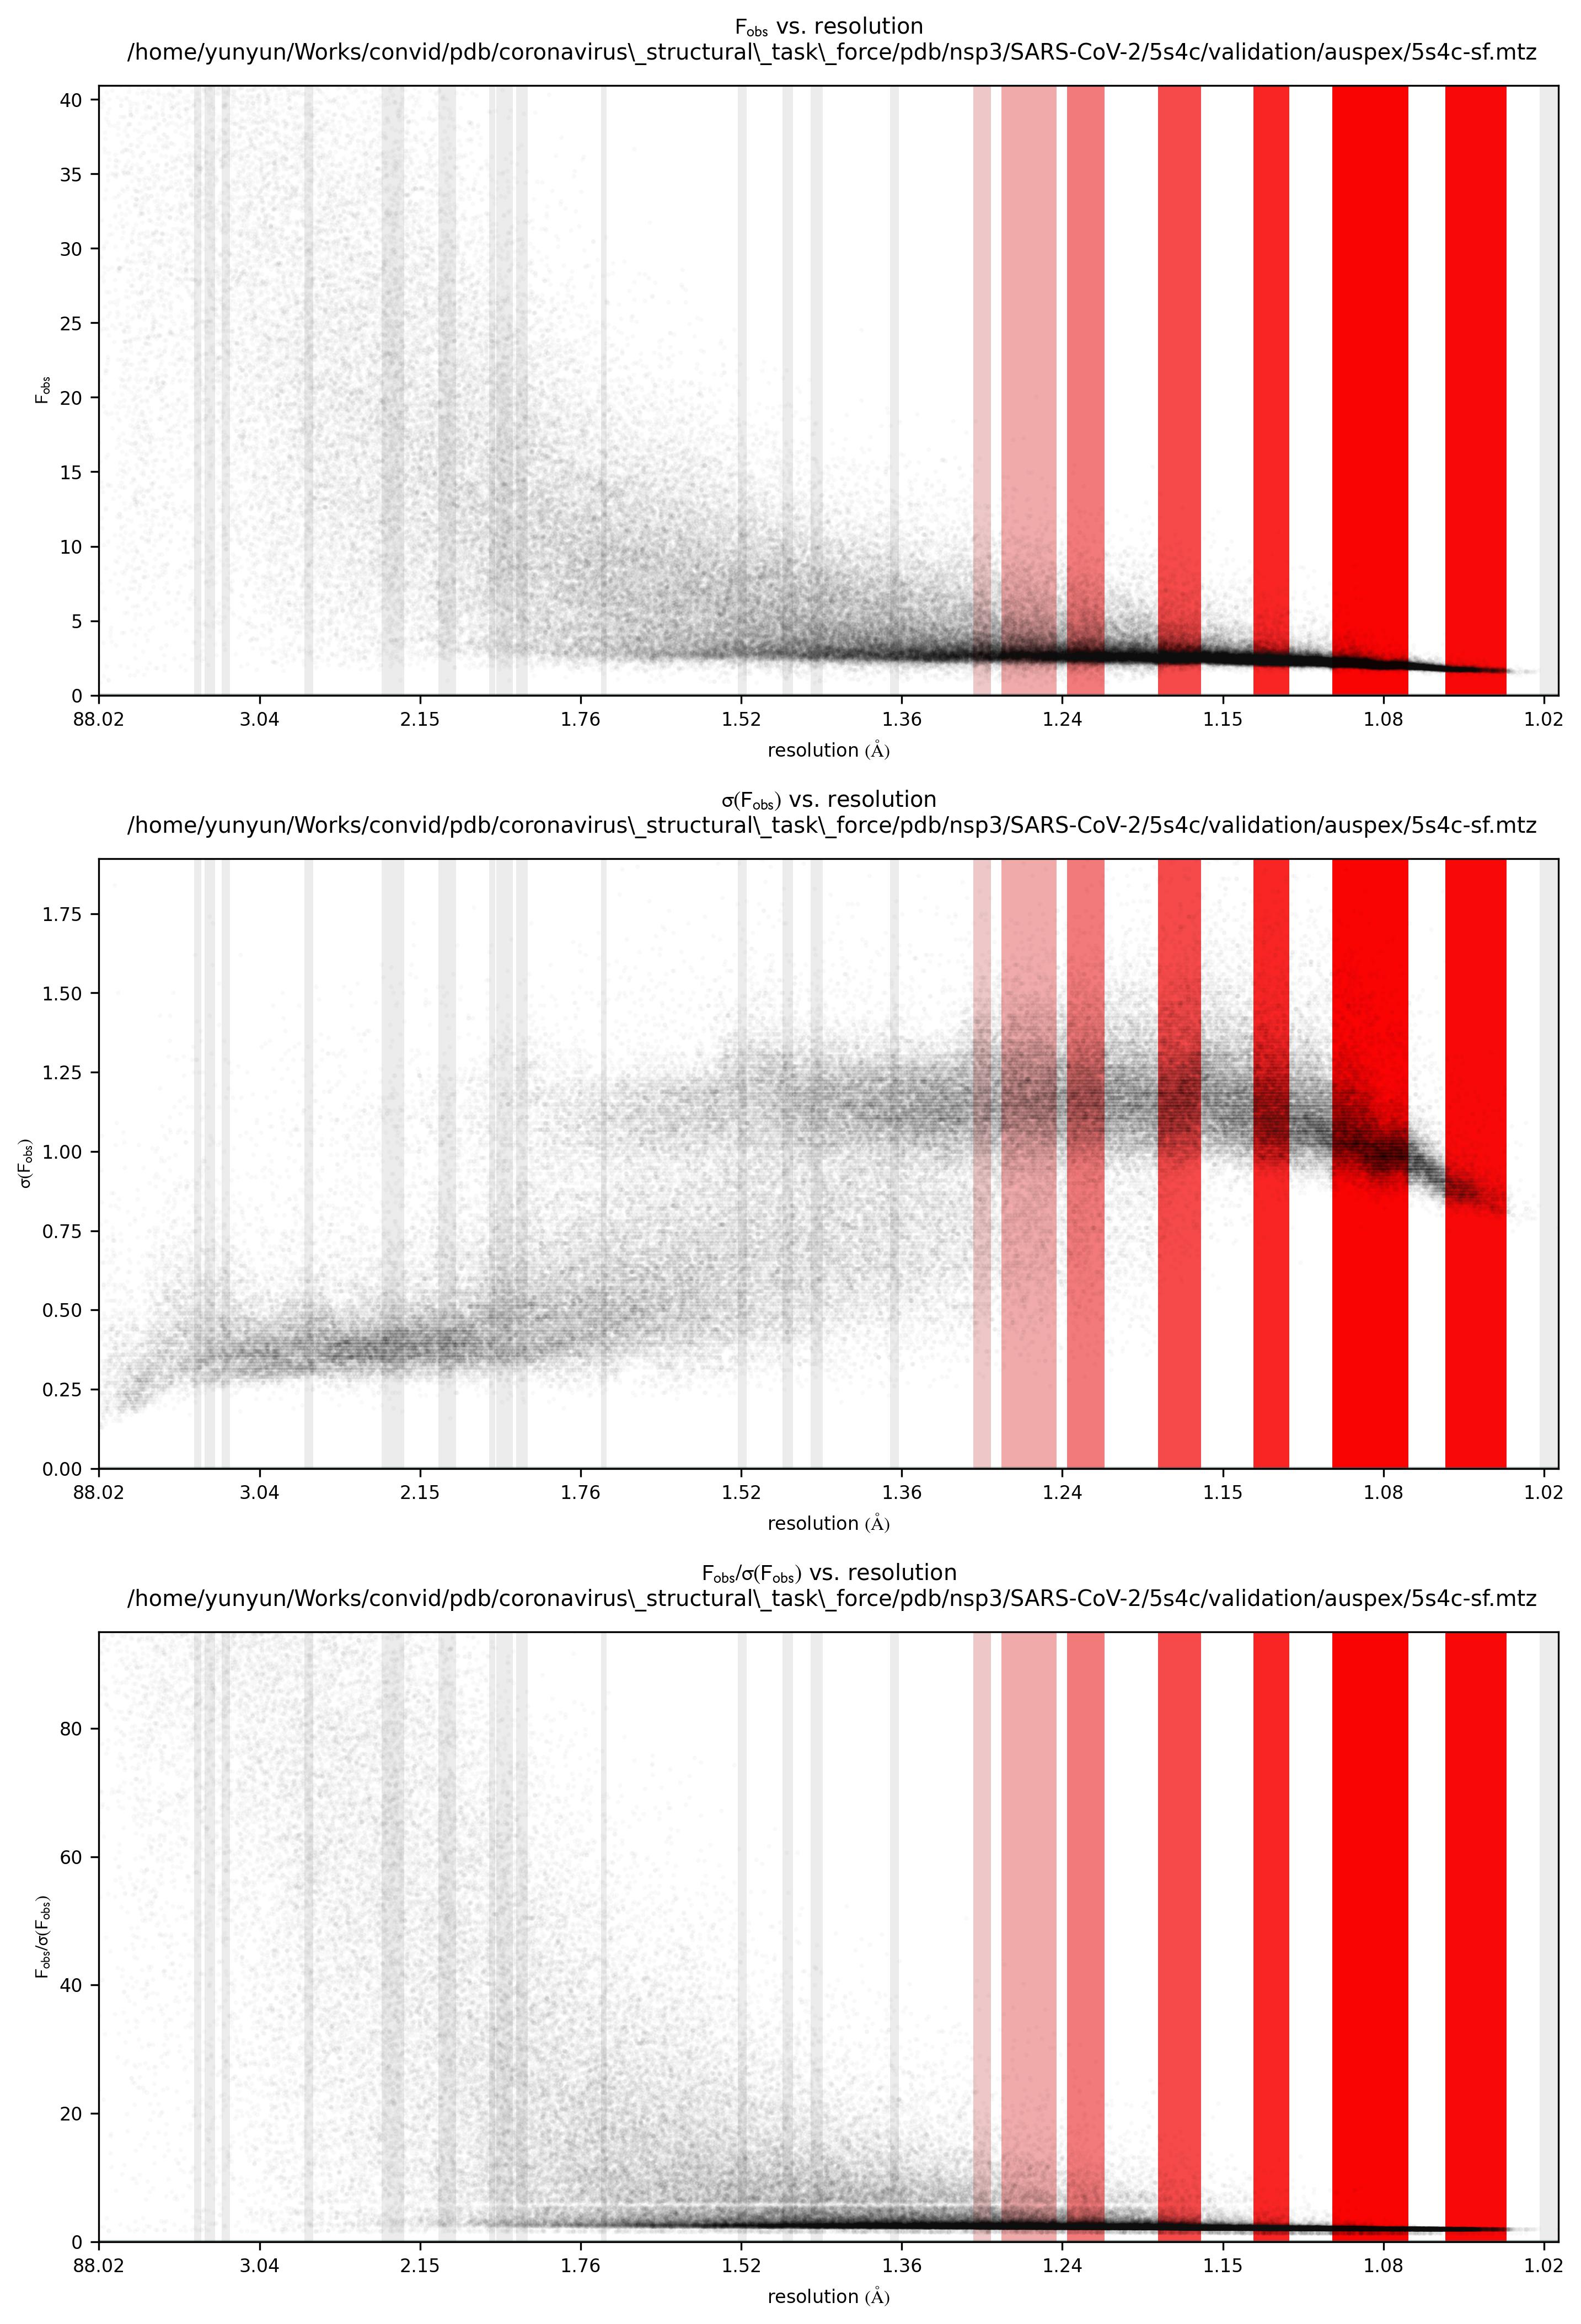 Fobs vs. resolution
/home/yunyun/Works/convid/pdb/coronavirus\_structural\_task\_force/pdb/nsp3/SARS-CoV-2/5s4c/validation/auspex/5s4c-sf.mtz
40
35
30
25
20
15
10
5
0
Fobs
88.02 3.04 2.15 1.76 1.52 1.36 1.24 1.15 1.08 1.02
resolution (Å)
σ(Fobs) vs. resolution
/home/yunyun/Works/convid/pdb/coronavirus\_structural\_task\_force/pdb/nsp3/SARS-CoV-2/5s4c/validation/auspex/5s4c-sf.mtz
1.75
1.50
1.25
1.00
0.75
0.50
0.25
0.00
σ(Fobs)
88.02 3.04 2.15 1.76 1.52 1.36 1.24 1.15 1.08 1.02
resolution (Å)
Fobs/σ(Fobs) vs. resolution
/home/yunyun/Works/convid/pdb/coronavirus\_structural\_task\_force/pdb/nsp3/SARS-CoV-2/5s4c/validation/auspex/5s4c-sf.mtz
80
60
40
20
0
Fobs/σ(Fobs)
88.02 3.04 2.15 1.76 1.52 1.36 1.24 1.15 1.08 1.02
resolution (Å)